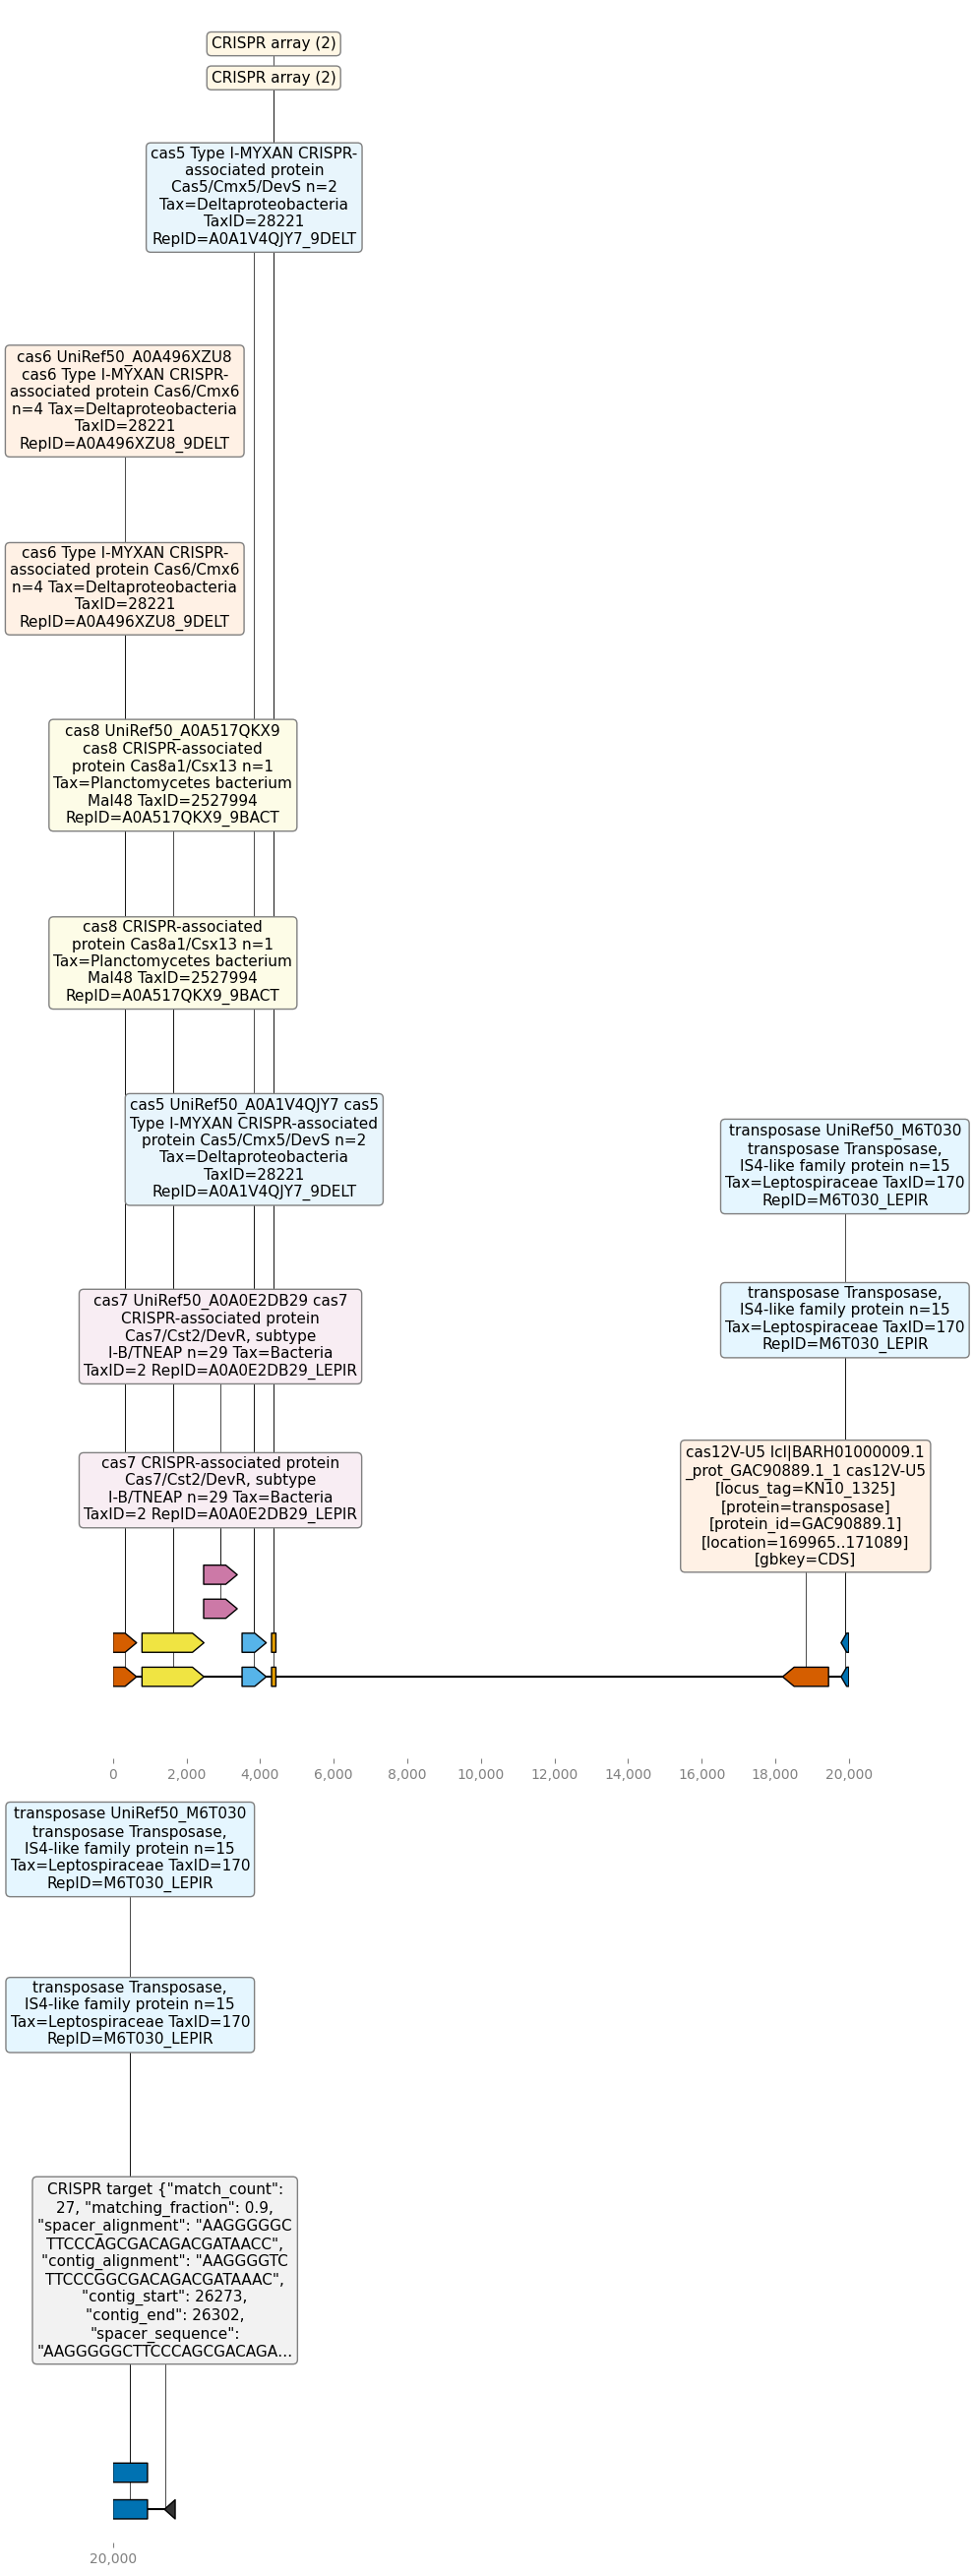 CRISPR array (2)
CRISPR array (2)
cas5 Type I-MYXAN CRISPR-
associated protein
Cas5/Cmx5/DevS n=2
Tax=Deltaproteobacteria
TaxID=28221
RepID=A0A1V4QJY7_9DELT
cas6 UniRef50_A0A496XZU8
cas6 Type I-MYXAN CRISPR-
associated protein Cas6/Cmx6
n=4 Tax=Deltaproteobacteria
TaxID=28221
RepID=A0A496XZU8_9DELT
cas6 Type I-MYXAN CRISPR-
associated protein Cas6/Cmx6
n=4 Tax=Deltaproteobacteria
TaxID=28221
RepID=A0A496XZU8_9DELT
cas8 UniRef50_A0A517QKX9
cas8 CRISPR-associated
protein Cas8a1/Csx13 n=1
Tax=Planctomycetes bacterium
Mal48 TaxID=2527994
RepID=A0A517QKX9_9BACT
cas8 CRISPR-associated
protein Cas8a1/Csx13 n=1
Tax=Planctomycetes bacterium
Mal48 TaxID=2527994
RepID=A0A517QKX9_9BACT
cas5 UniRef50_A0A1V4QJY7 cas5
Type I-MYXAN CRISPR-associated
protein Cas5/Cmx5/DevS n=2
Tax=Deltaproteobacteria
TaxID=28221
RepID=A0A1V4QJY7_9DELT
transposase UniRef50_M6T030
transposase Transposase,
IS4-like family protein n=15
Tax=Leptospiraceae TaxID=170
RepID=M6T030_LEPIR
cas7 UniRef50_A0A0E2DB29 cas7
CRISPR-associated protein
Cas7/Cst2/DevR, subtype
I-B/TNEAP n=29 Tax=Bacteria
TaxID=2 RepID=A0A0E2DB29_LEPIR
transposase Transposase,
IS4-like family protein n=15
Tax=Leptospiraceae TaxID=170
RepID=M6T030_LEPIR
cas7 CRISPR-associated protein
Cas7/Cst2/DevR, subtype
I-B/TNEAP n=29 Tax=Bacteria
TaxID=2 RepID=A0A0E2DB29_LEPIR
cas12V-U5 lcl|BARH01000009.1
_prot_GAC90889.1_1 cas12V-U5
[locus_tag=KN10_1325]
[protein=transposase]
[protein_id=GAC90889.1]
[location=169965..171089]
[gbkey=CDS]
0 2,000 4,000 6,000 8,000 10,000 12,000 14,000 16,000 18,000 20,000
transposase UniRef50_M6T030
transposase Transposase,
IS4-like family protein n=15
Tax=Leptospiraceae TaxID=170
RepID=M6T030_LEPIR
transposase Transposase,
IS4-like family protein n=15
Tax=Leptospiraceae TaxID=170
RepID=M6T030_LEPIR
CRISPR target {"match_count":
27, "matching_fraction": 0.9,
"spacer_alignment": "AAGGGGGC
TTCCCAGCGACAGACGATAACC",
"contig_alignment": "AAGGGGTC
TTCCCGGCGACAGACGATAAAC",
"contig_start": 26273,
"contig_end": 26302,
"spacer_sequence":
"AAGGGGGCTTCCCAGCGACAGA...
20,000